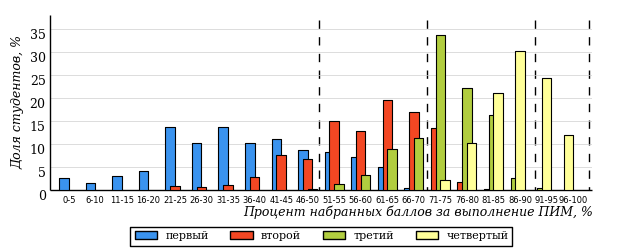 Доля студентов, %
35
30
25
20
15
10
5
0
0-5 6-10 11-15 16-20 21-25 26-30 31-35 36-40 41-45 46-50 51-55 56-60 61-65 66-70 71-75 76-80 81-85 86-90 91-95 96-100
Процент набранных баллов за выполнение ПИМ, %
первый второй третий четвертый